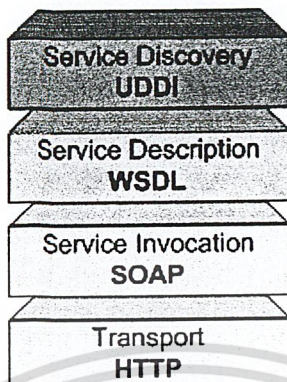 Service Discovery
UDDI
Service Description
WSDL
Service Invocation
SOAP
Transport
HTTP